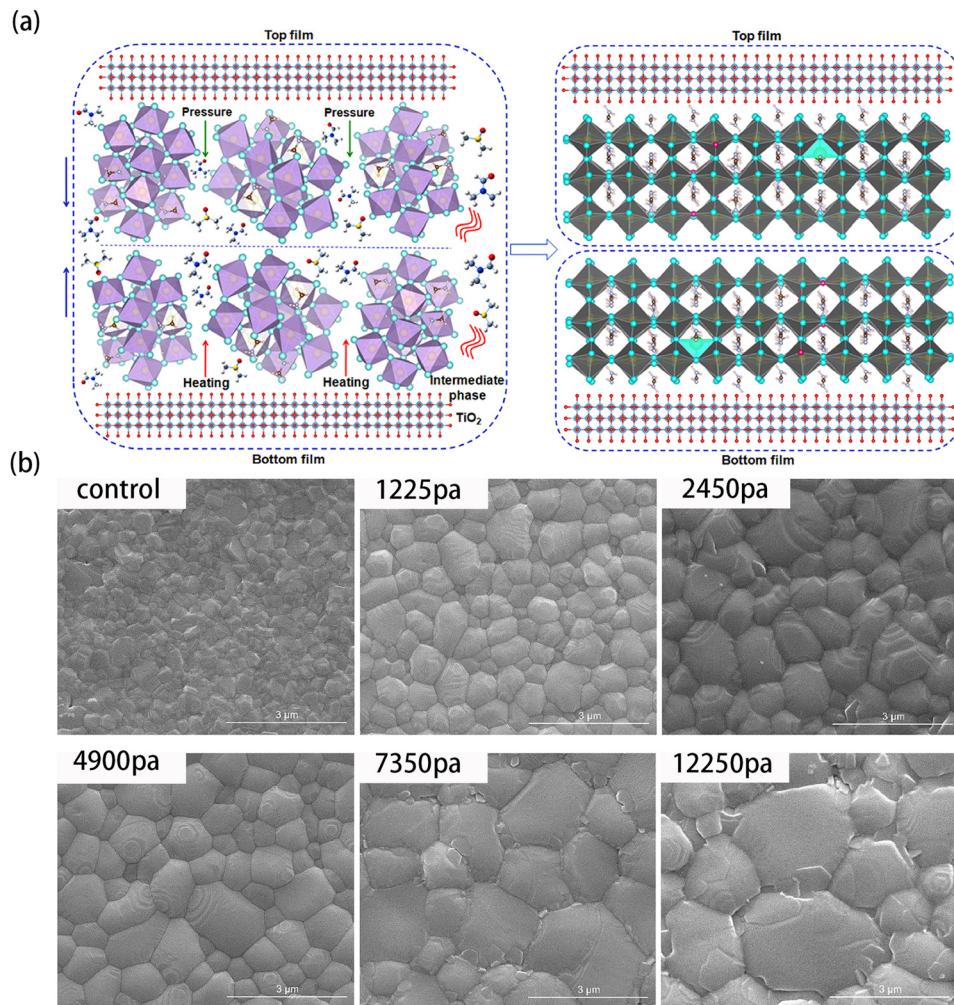 (a)
Top film
Pressure
Pressure
Heating
Heating
Intermediate
phase
TiO2
Bottom film
Top film
Bottom film
(b)
control
1225pa
2450pa
3 μm
3 μm
3 μm
4900pa
7350pa
12250pa
3 μm
3 μm
3 μm